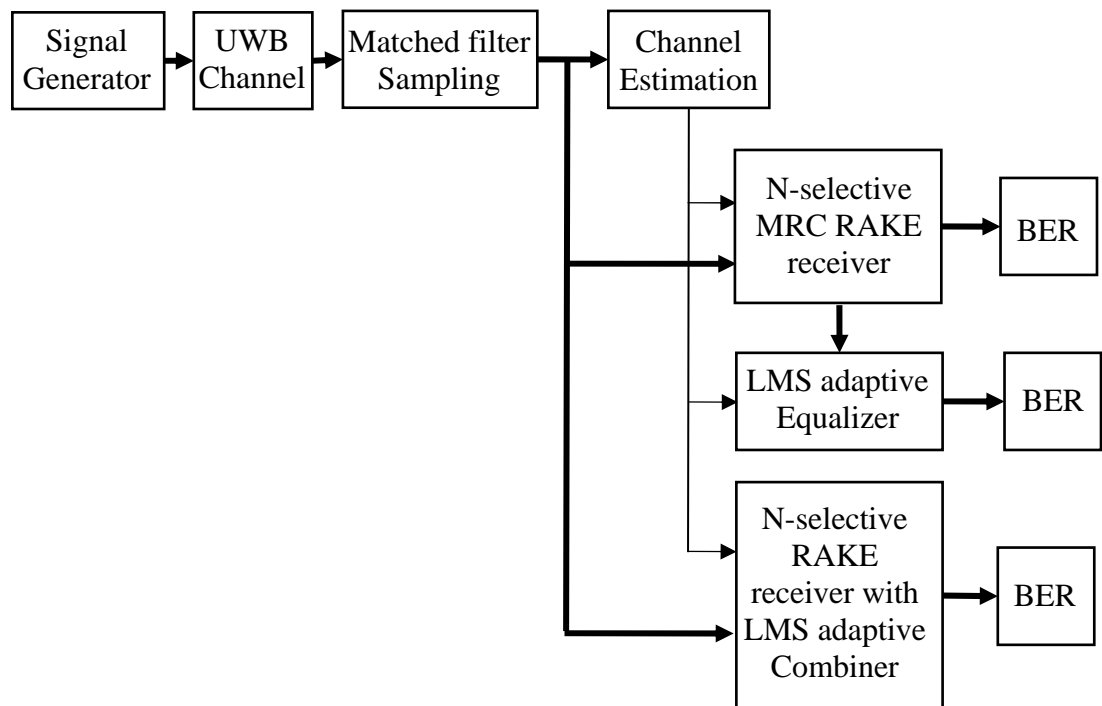 Signal
Generator
UWB
Channel
Matched filter
Sampling
Channel
Estimation
N-selective
MRC RAKE
receiver
BER
LMS adaptive
Equalizer
BER
N-selective
RAKE
receiver with
LMS adaptive
Combiner
BER